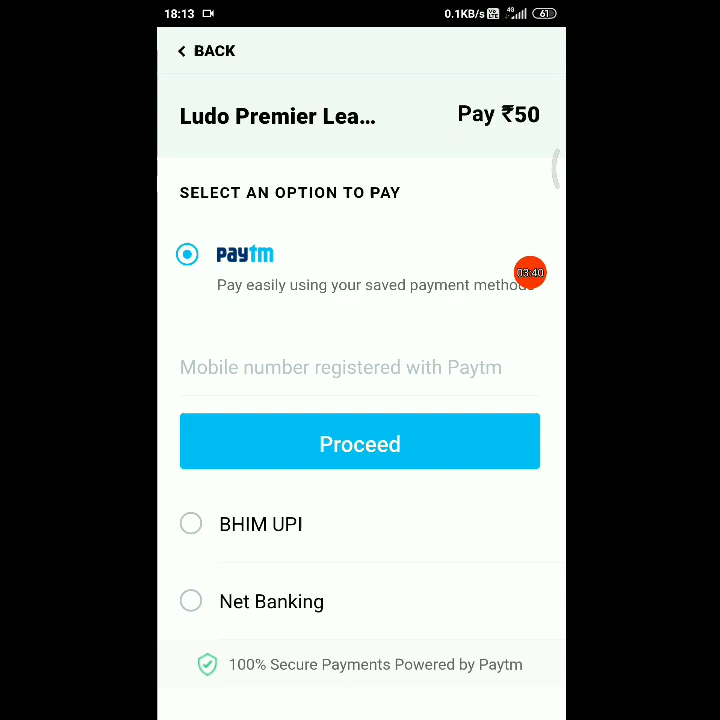 18:13 0.1KB/s VoLTE 4G 61
BACK
Ludo Premier Lea... Pay ₹50
SELECT AN OPTION TO PAY
paytm
03:40
Pay easily using your saved payment methods
Mobile number registered with Paytm
Proceed
BHIM UPI
Net Banking
100% Secure Payments Powered by Paytm